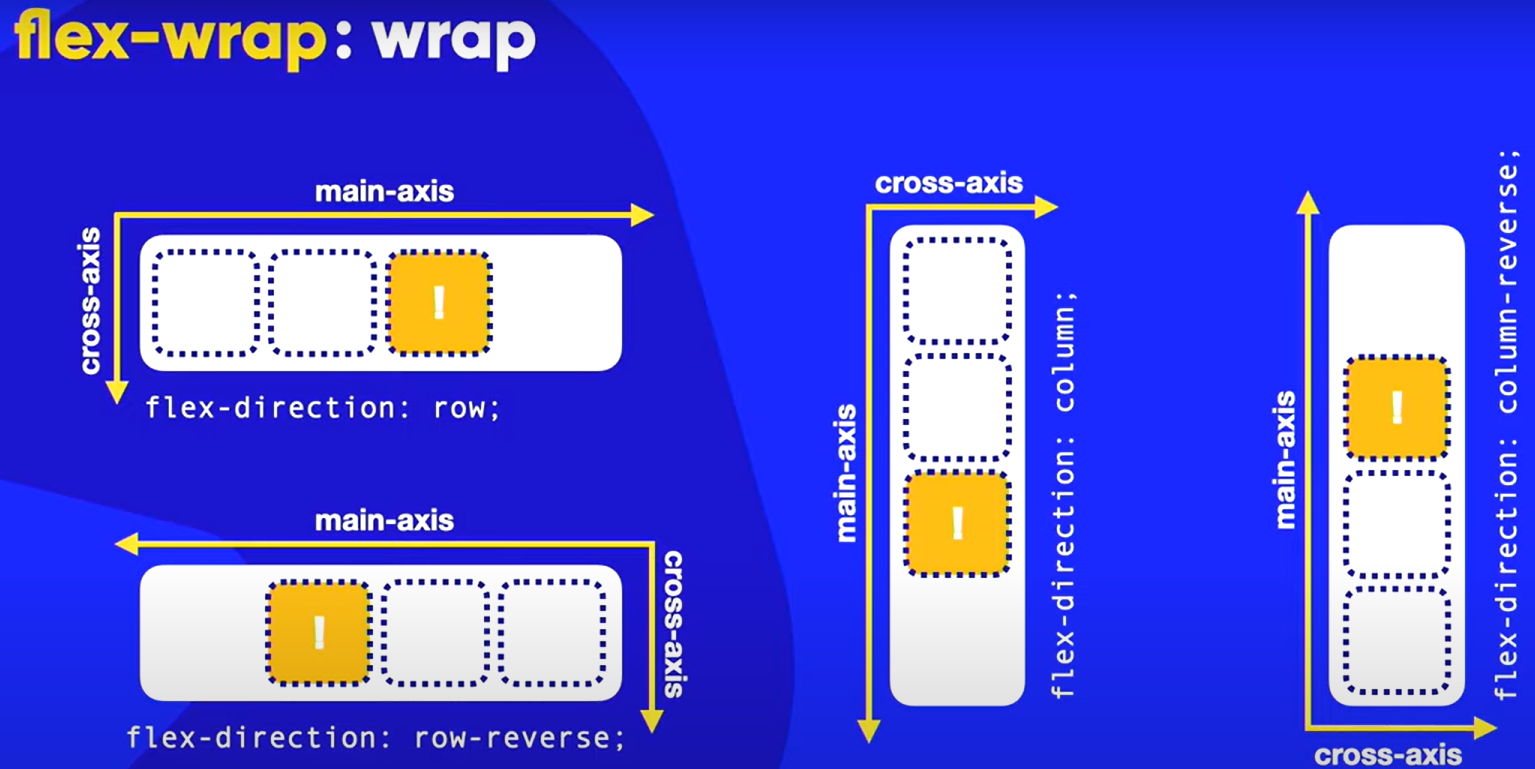 flex-wrap: wrap
main-axis
cross-axis
!
flex-direction: row;
main-axis
cross-axis
!
flex-direction: row-reverse;
cross-axis
main-axis
!
flex-direction: column;
main-axis
!
flex-direction: column-reverse;
cross-axis